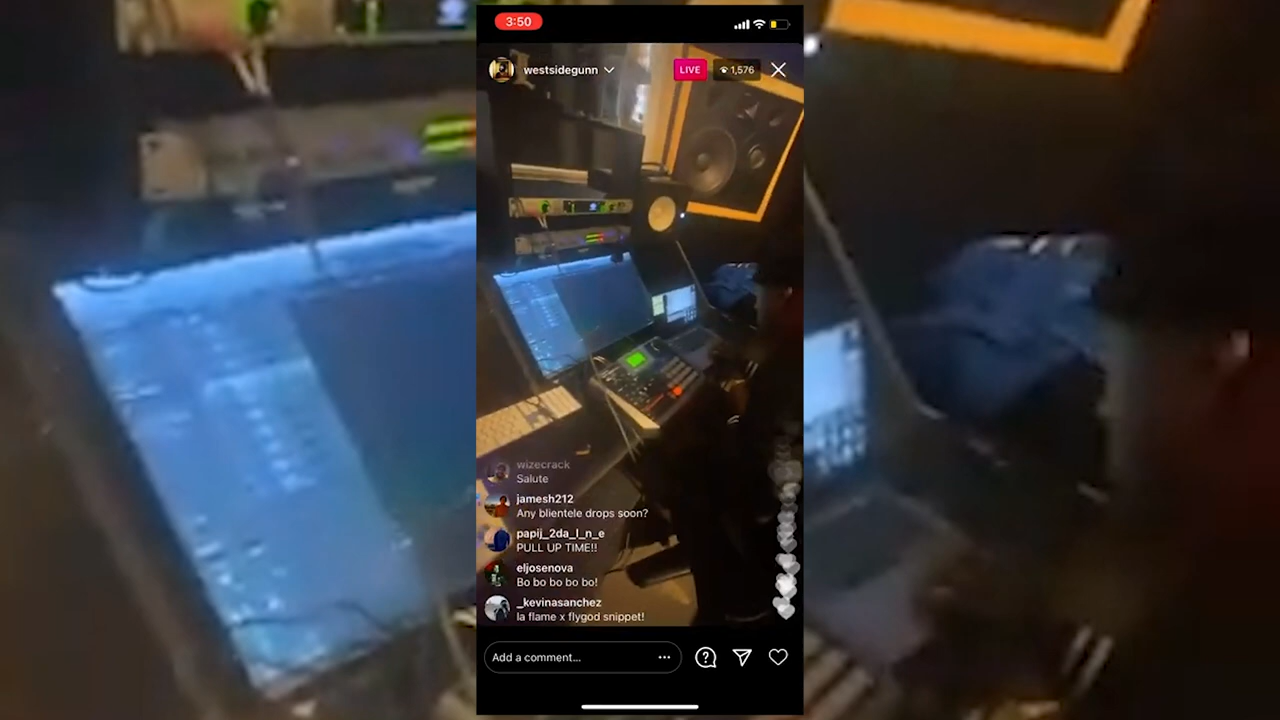 3:50
westsidegunn
LIVE
1,576
wizecrack
Salute
jamesh212
Any blientele drops soon?
papij_2da_l_n_e
PULL UP TIME!!
eljosenova
Bo bo bo bo bo!
_kevinasanchez
la flame x flygod snippet!
Add a comment...